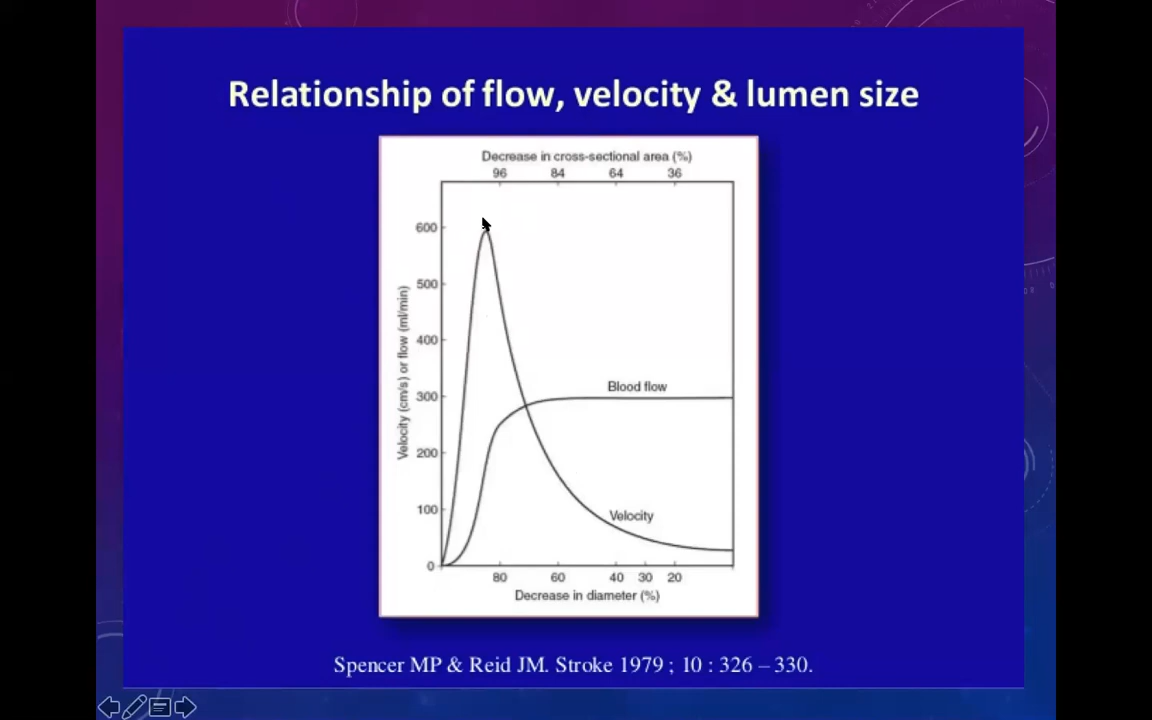 Relationship of flow, velocity & lumen size
Decrease in cross-sectional area (%)
96 84 64 36
600
500
400
300
200
100
0
Velocity (cm/s) or flow (ml/min)
Blood flow
Velocity
80 60 40 30 20
Decrease in diameter (%)
Spencer MP & Reid JM. Stroke 1979 ; 10 : 326 – 330.